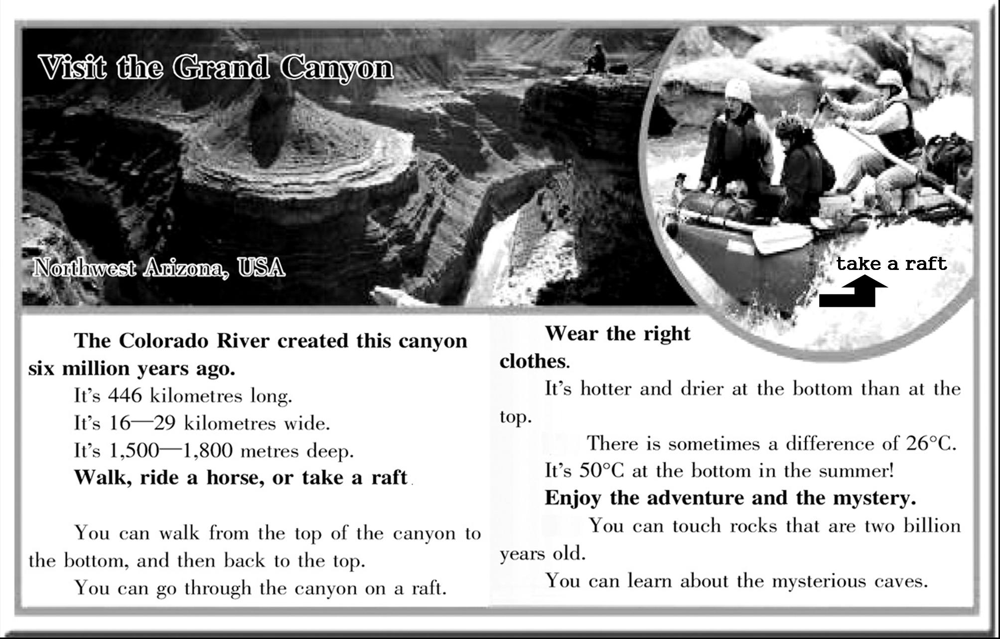 Visit the Grand Canyon
Northwest Arizona, USA
take a raft
The Colorado River created this canyon
six million years ago.
It's 446 kilometres long.
It's 16—29 kilometres wide.
It's 1,500—1,800 metres deep.
Walk, ride a horse, or take a raft.
You can walk from the top of the canyon to
the bottom, and then back to the top.
You can go through the canyon on a raft.
Wear the right
clothes.
It's hotter and drier at the bottom than at the
top.
There is sometimes a difference of 26°C.
It's 50°C at the bottom in the summer!
Enjoy the adventure and the mystery.
You can touch rocks that are two billion
years old.
You can learn about the mysterious caves.